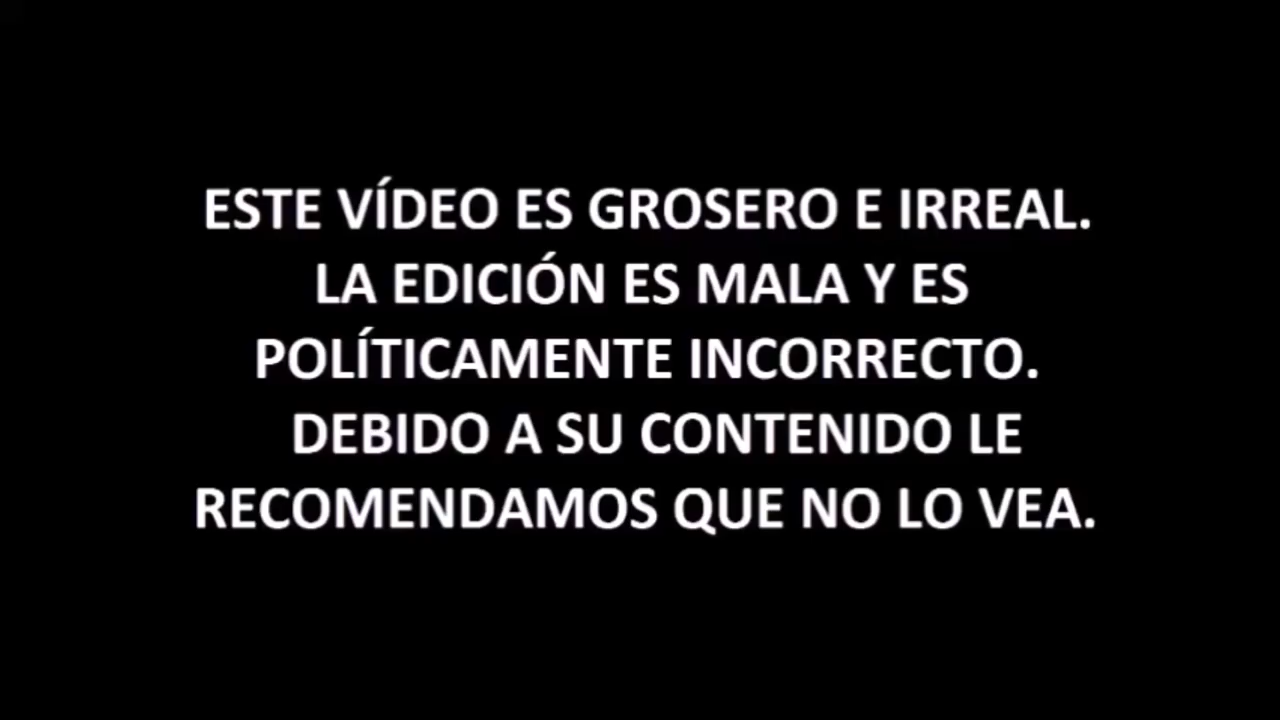 ESTE VÍDEO ES GROSERO E IRREAL.
LA EDICIÓN ES MALA Y ES
POLÍTICAMENTE INCORRECTO.
DEBIDO A SU CONTENIDO LE
RECOMENDAMOS QUE NO LO VEA.